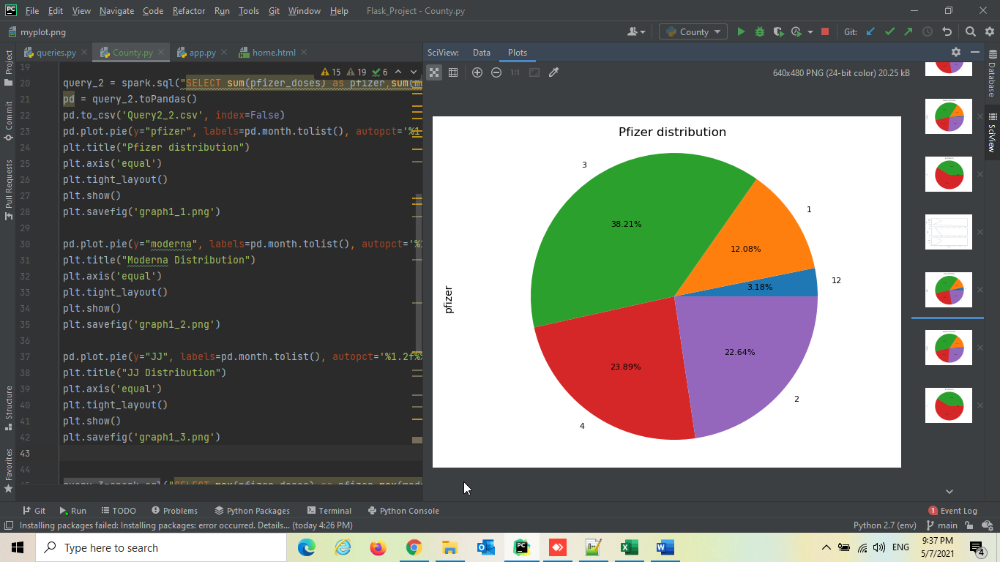 PC File Edit View Navigate Code Refactor Run Tools Git Window Help Flask_Project - County.py
myplot.png County Git:
queries.py County.py app.py home.html SciView: Data Plots
15 19 6 1:1 640x480 PNG (24-bit color) 20.25 kB
Project
Commit
Pull Requests
Structure
Favorites
19
20 query_2 = spark.sql("SELECT sum(pfizer_doses) as pfizer,sum(mo
21 pd = query_2.toPandas()
22 pd.to_csv('Query2_2.csv', index=False)
23 pd.plot.pie(y="pfizer", labels=pd.month.tolist(), autopct='%1
24 plt.title("Pfizer distribution")
25 plt.axis('equal')
26 plt.tight_layout()
27 plt.show()
28 plt.savefig('graph1_1.png')
29
30 pd.plot.pie(y="moderna", labels=pd.month.tolist(), autopct='%1
31 plt.title("Moderna Distribution")
32 plt.axis('equal')
33 plt.tight_layout()
34 plt.show()
35 plt.savefig('graph1_2.png')
36
37 pd.plot.pie(y="JJ", labels=pd.month.tolist(), autopct='%1.2f%%
38 plt.title("JJ Distribution")
39 plt.axis('equal')
40 plt.tight_layout()
41 plt.show()
42 plt.savefig('graph1_3.png')
43
44
45 query_3=spark.sql("SELECT max(pfizer_doses) as pfizer,max(mode
Pfizer distribution
3
1
38.21%
12.08%
12
3.18%
pfizer
22.64%
23.89%
2
4
Database
SciView
Git Run TODO Problems Python Packages Terminal Python Console 1 Event Log
Installing packages failed: Installing packages: error occurred. Details... (today 4:26 PM) Python 2.7 (env) main
Type here to search
PC
ENG
9:37 PM
5/7/2021
4